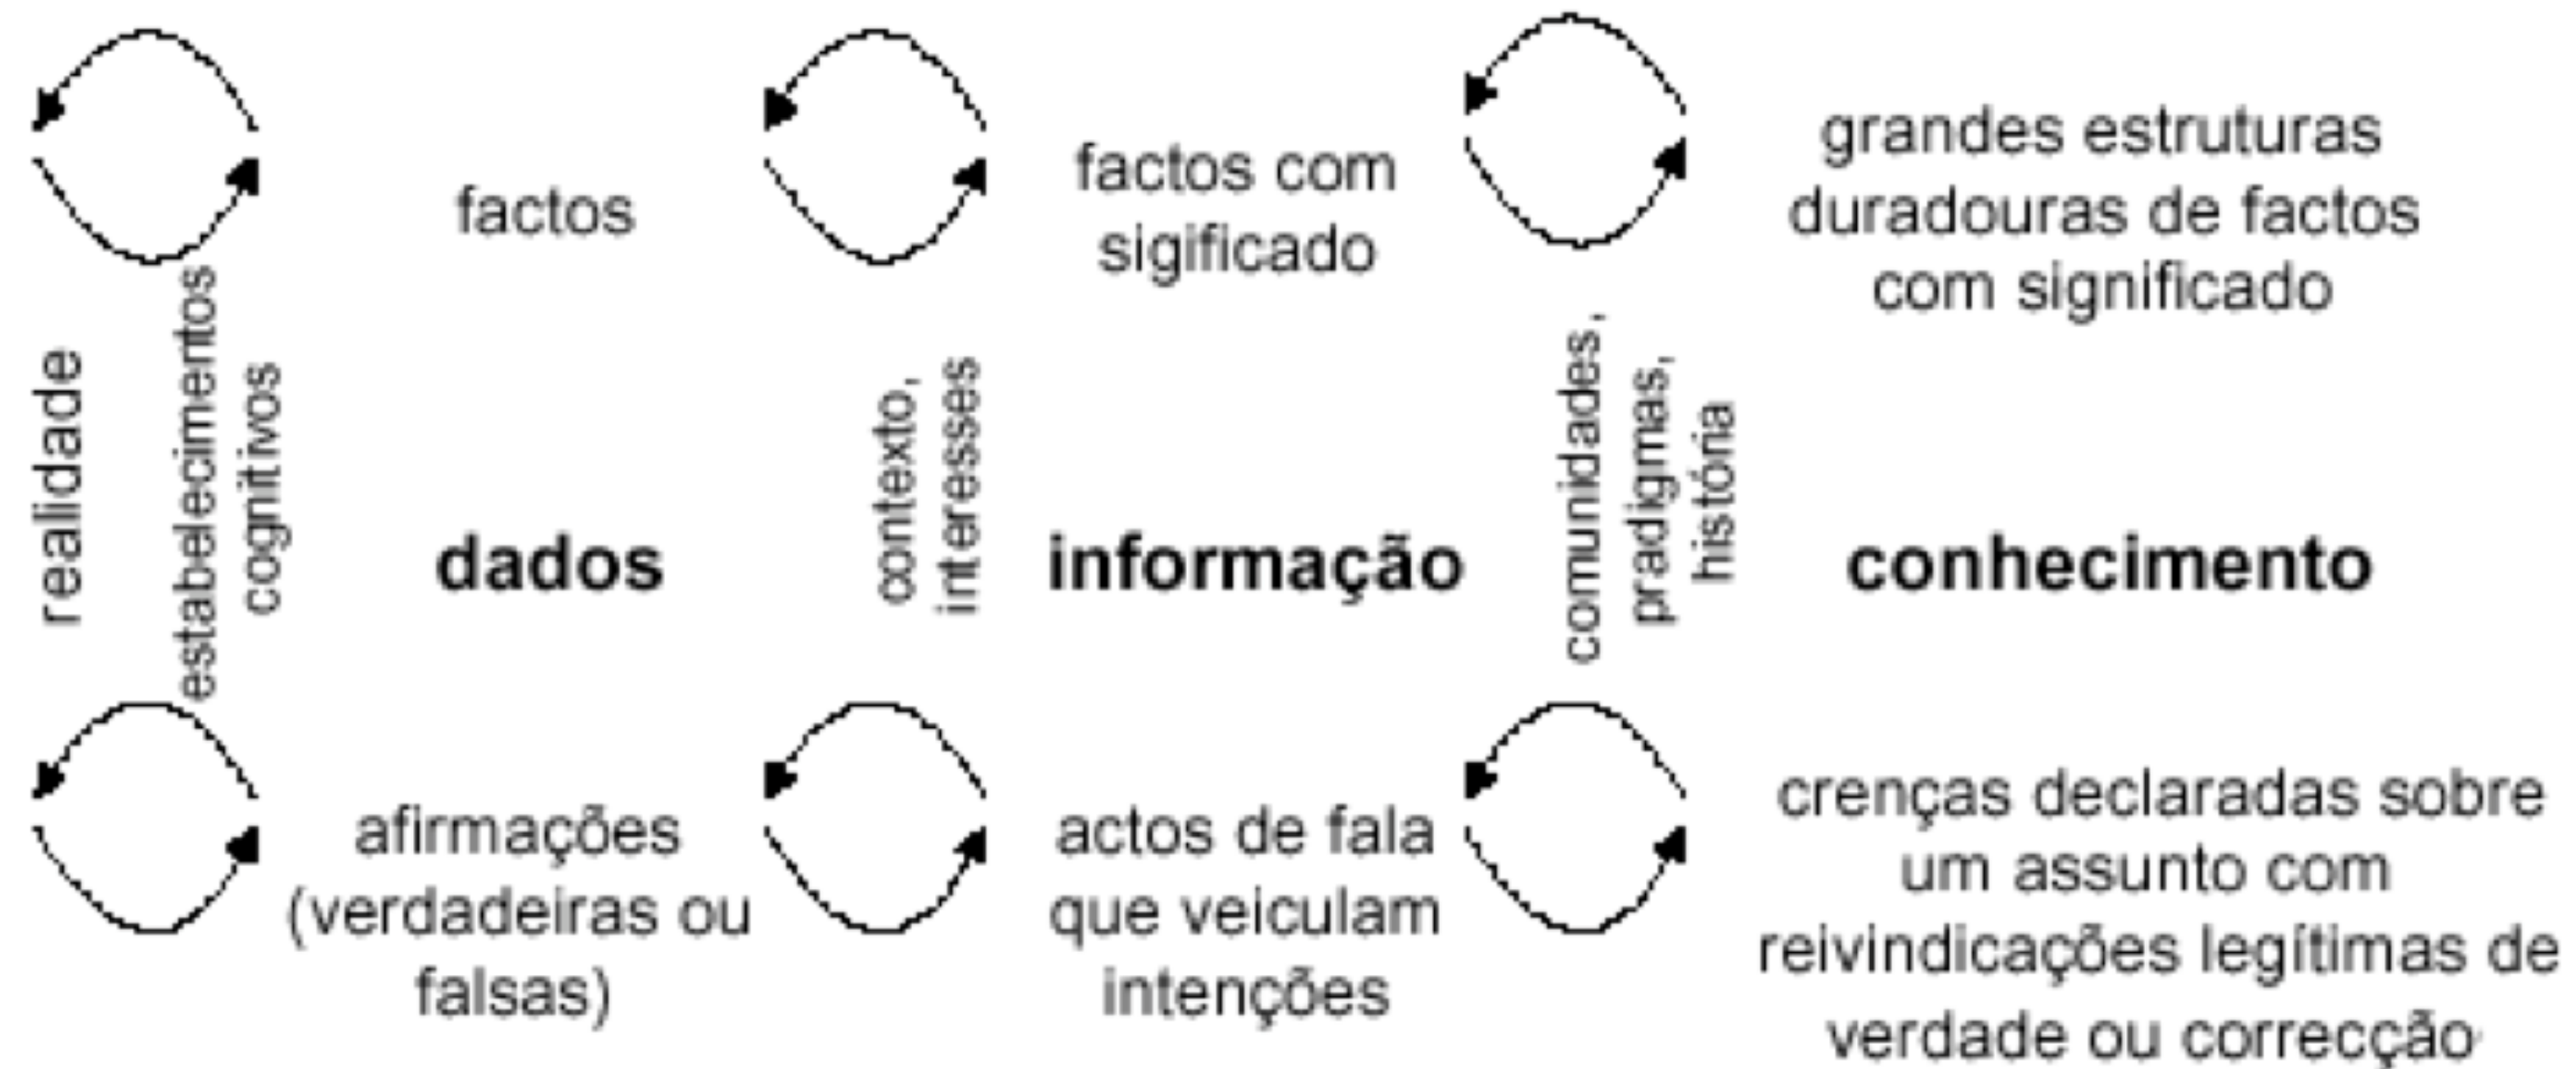 factos
factos com
sigificado
grandes estruturas
duradouras de factos
com significado
realidade
estabelecimentos
cognitivos
dados
contexto,
interesses
informação
comunidades,
pradigmas,
história
conhecimento
afirmações
(verdadeiras ou
falsas)
actos de fala
que veiculam
intenções
crenças declaradas sobre
um assunto com
reivindicações legítimas de
verdade ou correcção